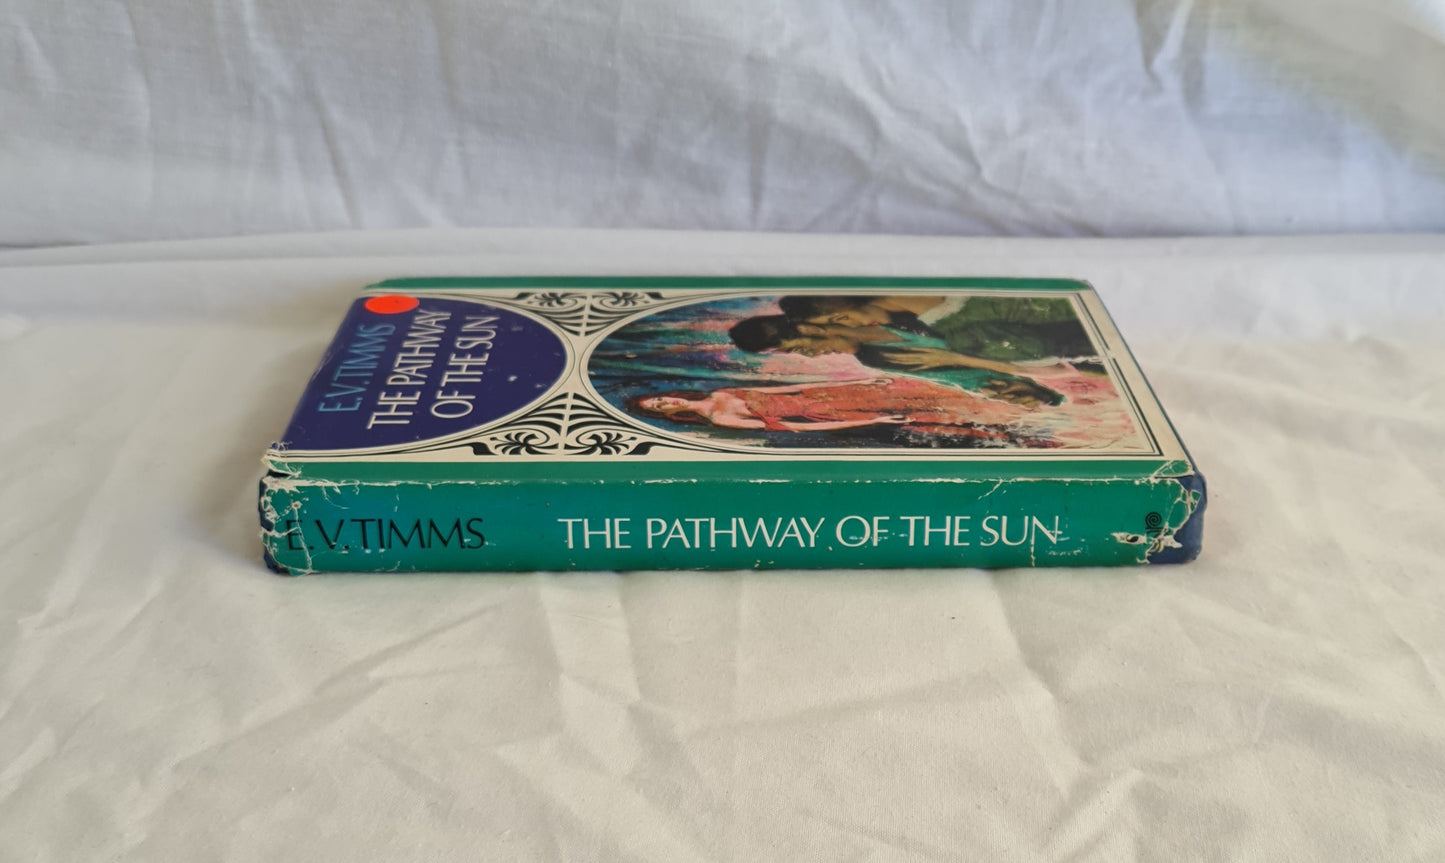 E.V. TIMMS
THE PATHWAY
OF THE SUN
E.V. TIMMS
THE PATHWAY OF THE SUN